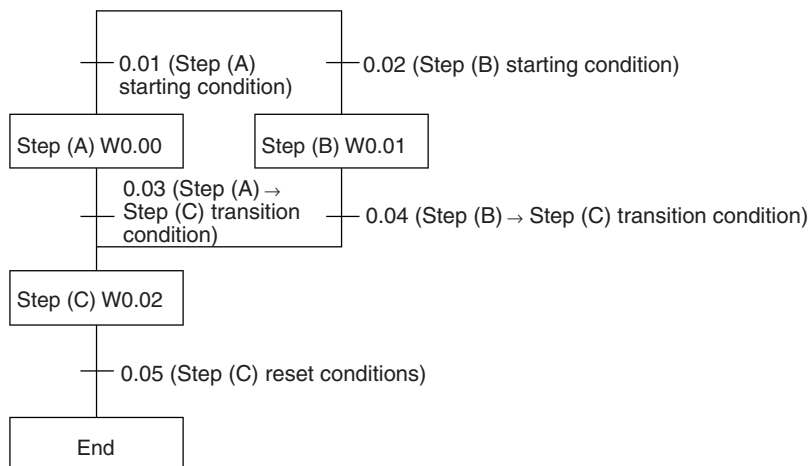 0.01 (Step (A)
starting condition)
0.02 (Step (B) starting condition)
Step (A) W0.00
Step (B) W0.01
0.03 (Step (A) →
Step (C) transition
condition)
0.04 (Step (B) → Step (C) transition condition)
Step (C) W0.02
0.05 (Step (C) reset conditions)
End